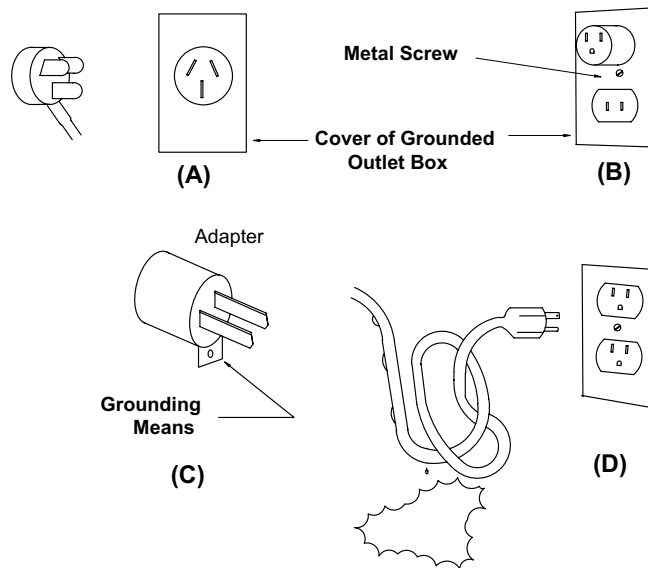 Metal Screw
Cover of Grounded
Outlet Box
(A)
(B)
Adapter
Grounding
Means
(C)
(D)